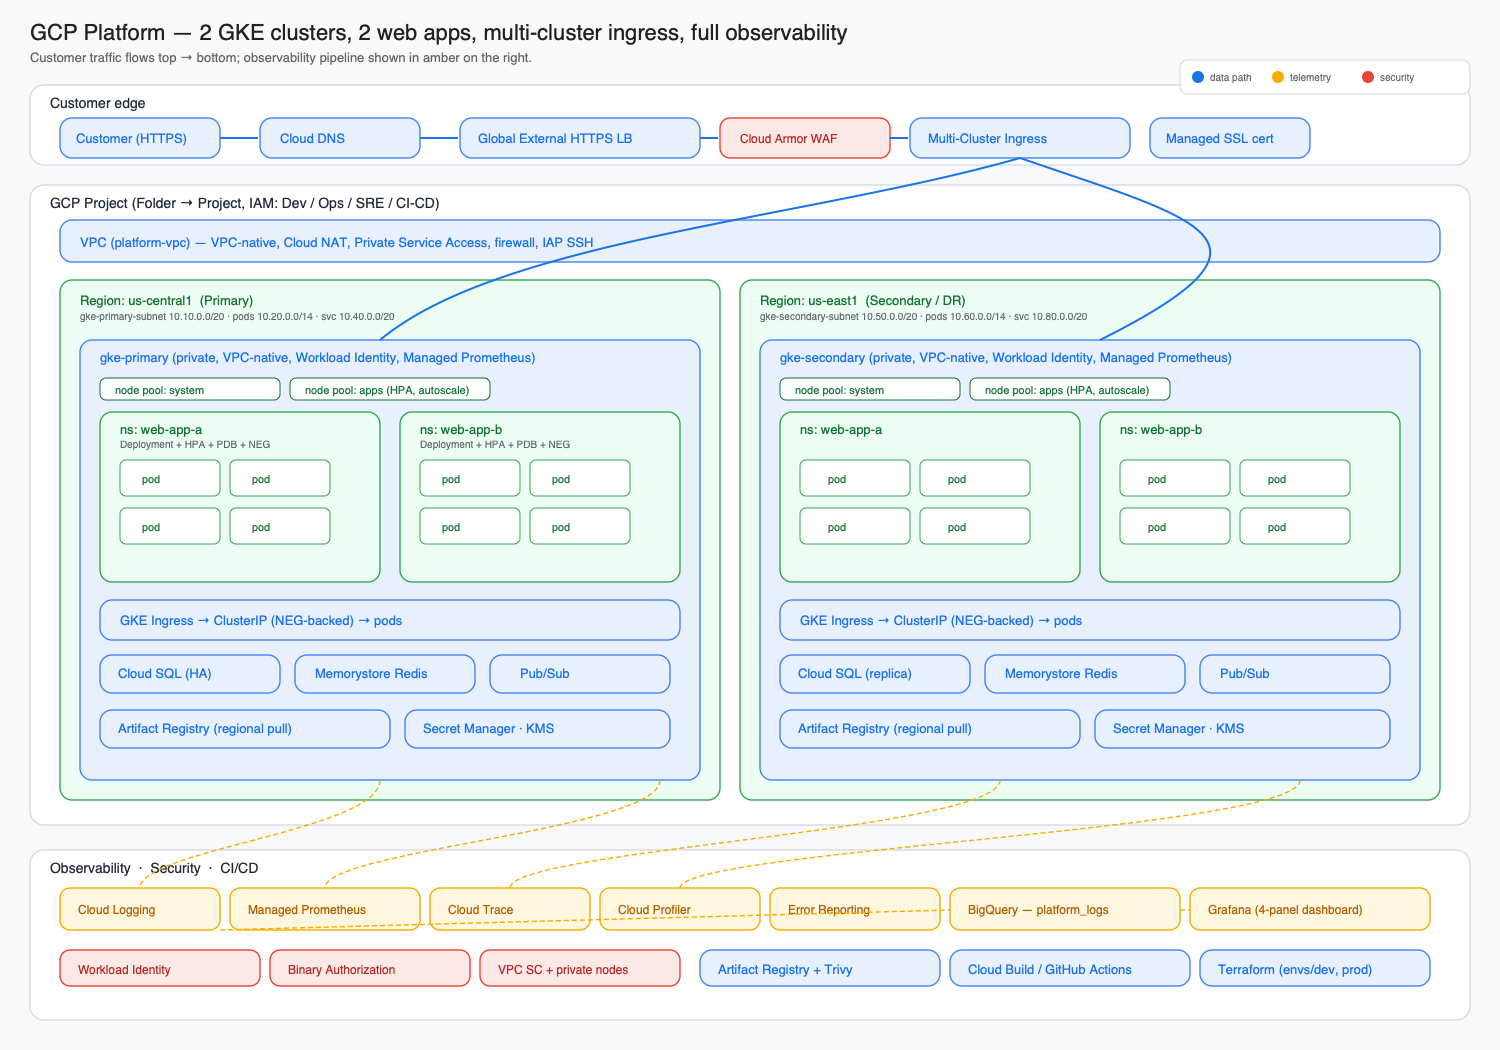 GCP Platform — 2 GKE clusters, 2 web apps, multi-cluster ingress, full observability
Customer traffic flows top → bottom; observability pipeline shown in amber on the right.
data path
telemetry
security
Customer edge
Customer (HTTPS)
Cloud DNS
Global External HTTPS LB
Cloud Armor WAF
Multi-Cluster Ingress
Managed SSL cert
GCP Project (Folder → Project, IAM: Dev / Ops / SRE / CI-CD)
VPC (platform-vpc) — VPC-native, Cloud NAT, Private Service Access, firewall, IAP SSH
Region: us-central1 (Primary)
gke-primary-subnet 10.10.0.0/20 · pods 10.20.0.0/14 · svc 10.40.0.0/20
gke-primary (private, VPC-native, Workload Identity, Managed Prometheus)
node pool: system
node pool: apps (HPA, autoscale)
ns: web-app-a
Deployment + HPA + PDB + NEG
pod
pod
pod
pod
ns: web-app-b
Deployment + HPA + PDB + NEG
pod
pod
pod
pod
GKE Ingress → ClusterIP (NEG-backed) → pods
Cloud SQL (HA)
Memorystore Redis
Pub/Sub
Artifact Registry (regional pull)
Secret Manager · KMS
Region: us-east1 (Secondary / DR)
gke-secondary-subnet 10.50.0.0/20 · pods 10.60.0.0/14 · svc 10.80.0.0/20
gke-secondary (private, VPC-native, Workload Identity, Managed Prometheus)
node pool: system
node pool: apps (HPA, autoscale)
ns: web-app-a
pod
pod
pod
pod
ns: web-app-b
pod
pod
pod
pod
GKE Ingress → ClusterIP (NEG-backed) → pods
Cloud SQL (replica)
Memorystore Redis
Pub/Sub
Artifact Registry (regional pull)
Secret Manager · KMS
Observability · Security · CI/CD
Cloud Logging
Managed Prometheus
Cloud Trace
Cloud Profiler
Error Reporting
BigQuery — platform_logs
Grafana (4-panel dashboard)
Workload Identity
Binary Authorization
VPC SC + private nodes
Artifact Registry + Trivy
Cloud Build / GitHub Actions
Terraform (envs/dev, prod)